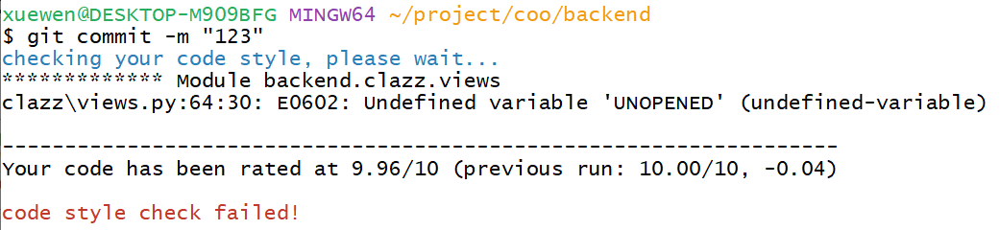 xuewen@DESKTOP-M9O9BFG MINGW64 ~/project/coo/backend
$ git commit -m "123"
checking your code style, please wait...
************* Module backend.clazz.views
clazz\views.py:64:30: E0602: Undefined variable 'UNOPENED' (undefined-variable)
-------------------------------------------------------------------
Your code has been rated at 9.96/10 (previous run: 10.00/10, -0.04)
code style check failed!